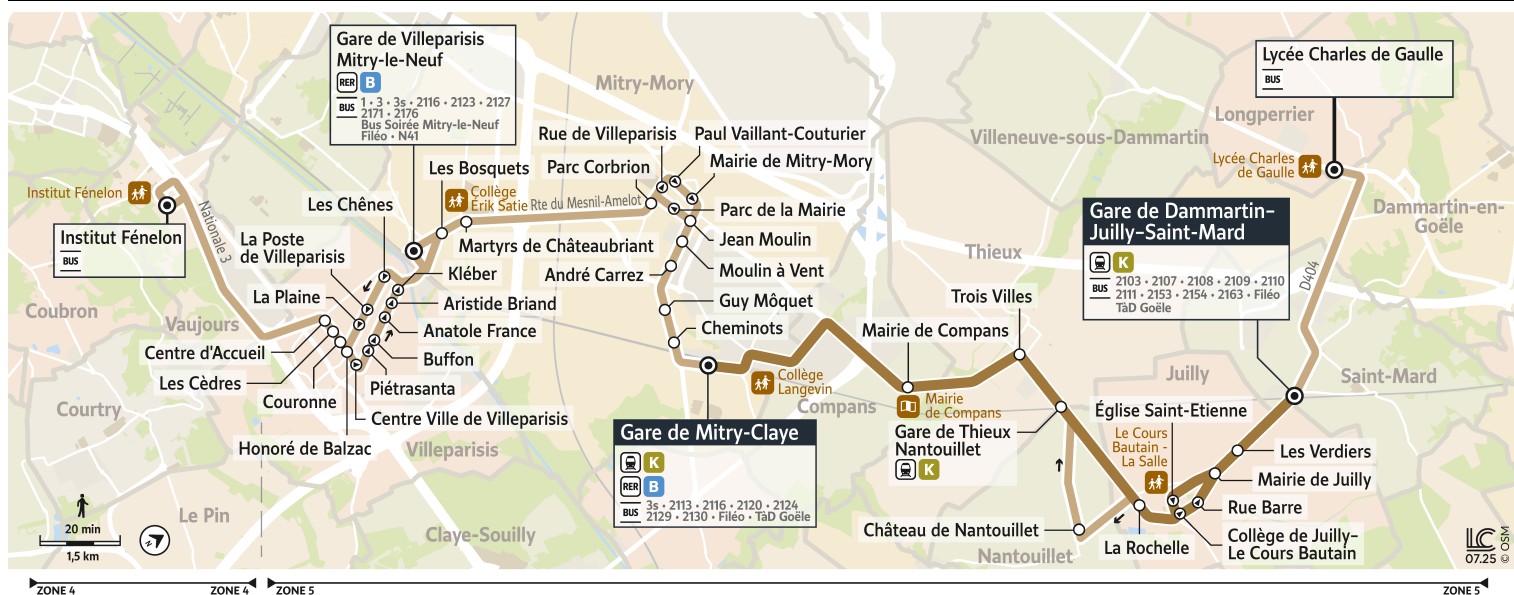 Gare de Villeparisis
Mitry-le-Neuf
RER B
BUS
1 • 3 • 3s • 2116 • 2123 • 2127
2171 • 2176
Bus Soirée Mitry-le-Neuf
Filéo • N41
Lycée Charles de Gaulle
BUS
Mitry-Mory
Longperrier
Villeneuve-sous-Dammartin
Rue de Villeparisis
Paul Vaillant-Couturier
Parc Corbrion
Mairie de Mitry-Mory
Les Bosquets
Lycée Charles
de Gaulle
Institut Fénelon
Collège
Érik Satie
Rte du Mesnil-Amelot
Les Chênes
Parc de la Mairie
Gare de Dammartin–
Juilly–Saint-Mard
K
BUS
2103 • 2107 • 2108 • 2109 • 2110
2111 • 2153 • 2154 • 2163 • Filéo
TàD Goële
Dammartin-en-
Goële
Institut Fénelon
BUS
Nationale 3
La Poste
de Villeparisis
Martyrs de Châteaubriant
Jean Moulin
Thieux
Kléber
André Carrez
Moulin à Vent
D404
La Plaine
Aristide Briand
Guy Môquet
Trois Villes
Coubron
Vaujours
Anatole France
Cheminots
Mairie de Compans
Centre d'Accueil
Buffon
Les Cèdres
Piétrasanta
Collège
Langevin
Juilly
Saint-Mard
Couronne
Compans
Mairie
de Compans
Courtry
Centre Ville de Villeparisis
Église Saint-Etienne
Honoré de Balzac
Villeparisis
Gare de Mitry-Claye
K
RER B
BUS
3s • 2113 • 2116 • 2120 • 2124
2129 • 2130 • Filéo • TàD Goële
Gare de Thieux
Nantouillet
K
Le Cours
Bautain -
La Salle
Les Verdiers
Mairie de Juilly
Rue Barre
Le Pin
Claye-Souilly
Château de Nantouillet
La Rochelle
Collège de Juilly–
Le Cours Bautain
Nantouillet
20 min
1,5 km
LC
07.25
© OSM
ZONE 4
ZONE 4
ZONE 5
ZONE 5